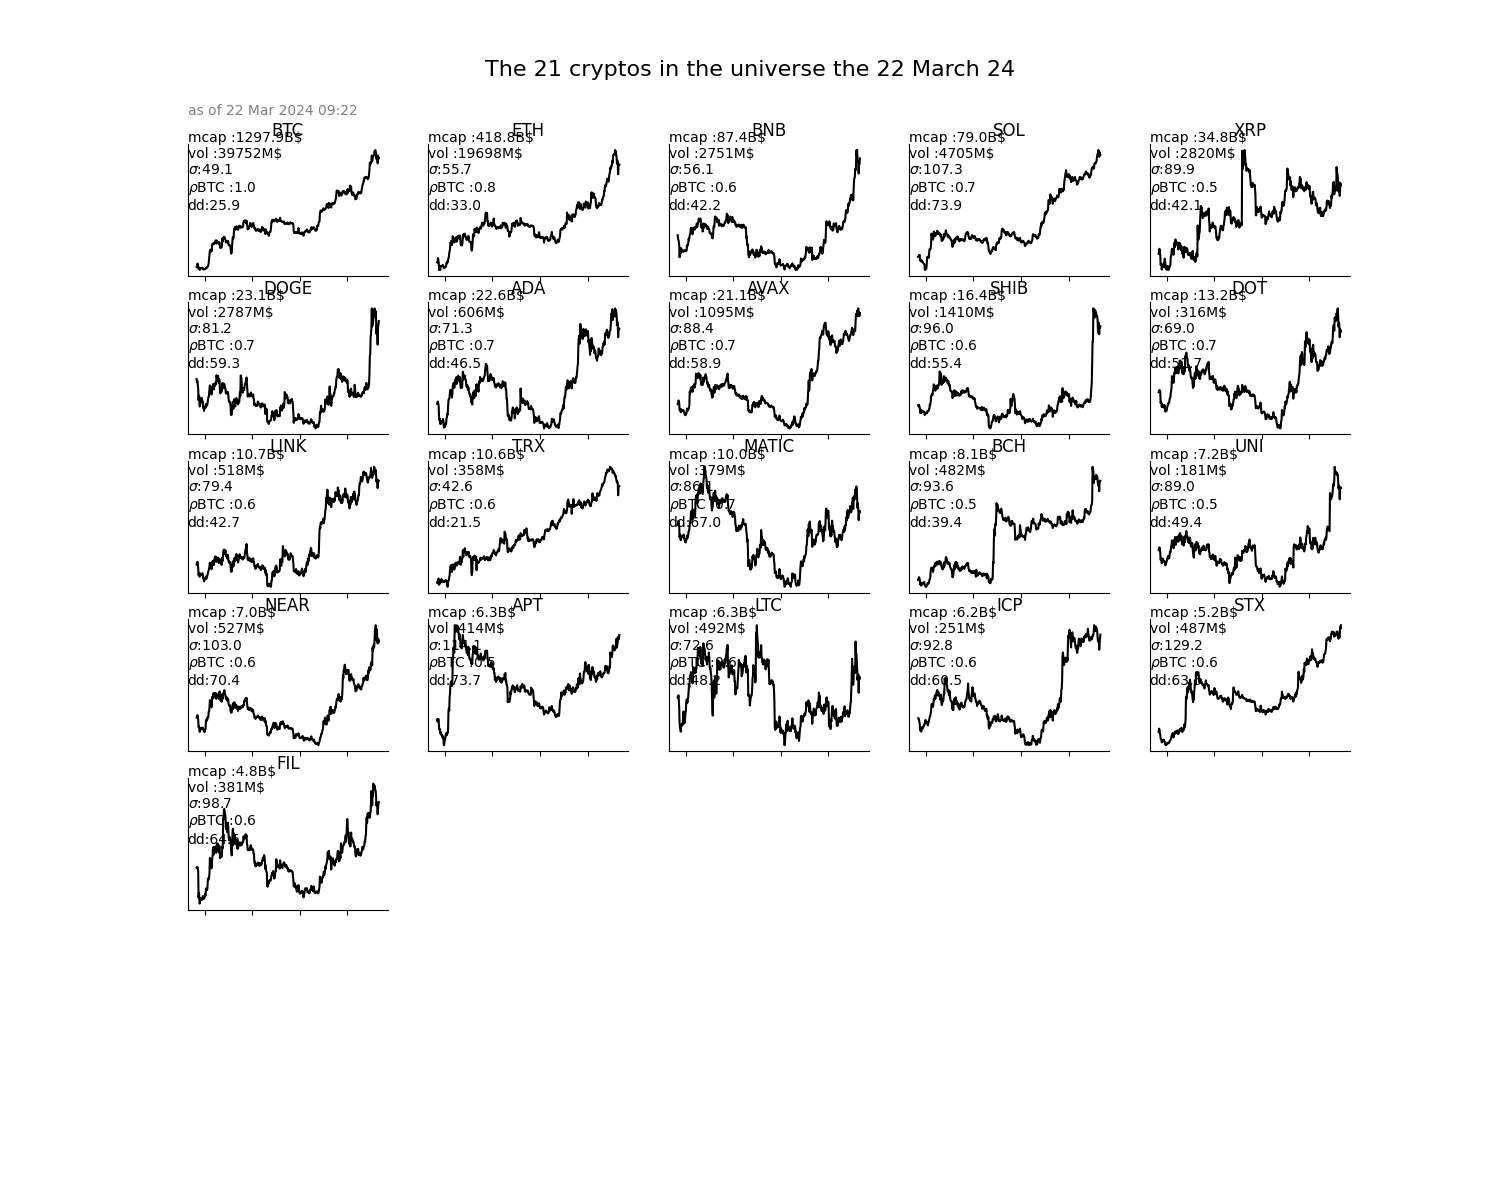 The 21 cryptos in the universe the 22 March 24
as of 22 Mar 2024 09:22
BTC
mcap :1297.9B$
vol :39752M$
σ:49.1
ρBTC :1.0
dd:25.9
ETH
mcap :418.8B$
vol :19698M$
σ:55.7
ρBTC :0.8
dd:33.0
BNB
mcap :87.4B$
vol :2751M$
σ:56.1
ρBTC :0.6
dd:42.2
SOL
mcap :79.0B$
vol :4705M$
σ:107.3
ρBTC :0.7
dd:73.9
XRP
mcap :34.8B$
vol :2820M$
σ:89.9
ρBTC :0.5
dd:42.1
DOGE
mcap :23.1B$
vol :2787M$
σ:81.2
ρBTC :0.7
dd:59.3
ADA
mcap :22.6B$
vol :606M$
σ:71.3
ρBTC :0.7
dd:46.5
AVAX
mcap :21.1B$
vol :1095M$
σ:88.4
ρBTC :0.7
dd:58.9
SHIB
mcap :16.4B$
vol :1410M$
σ:96.0
ρBTC :0.6
dd:55.4
DOT
mcap :13.2B$
vol :316M$
σ:69.0
ρBTC :0.7
LINK
mcap :10.7B$
vol :518M$
σ:79.4
ρBTC :0.6
dd:42.7
TRX
mcap :10.6B$
vol :358M$
σ:42.6
ρBTC :0.6
dd:21.5
MATIC
mcap :10.0B$
vol :379M$
ρBTC :0.7
dd:67.0
BCH
mcap :8.1B$
vol :482M$
σ:93.6
ρBTC :0.5
dd:39.4
UNI
mcap :7.2B$
vol :181M$
σ:89.0
ρBTC :0.5
dd:49.4
NEAR
mcap :7.0B$
vol :527M$
σ:103.0
ρBTC :0.6
dd:70.4
APT
mcap :6.3B$
vol :414M$
ρBTC :0.5
dd:73.7
LTC
mcap :6.3B$
vol :492M$
σ:72.6
ρBTC :0.6
dd:48.2
ICP
mcap :6.2B$
vol :251M$
σ:92.8
ρBTC :0.6
dd:60.5
STX
mcap :5.2B$
vol :487M$
σ:129.2
ρBTC :0.6
FIL
mcap :4.8B$
vol :381M$
σ:98.7
ρBTC :0.6